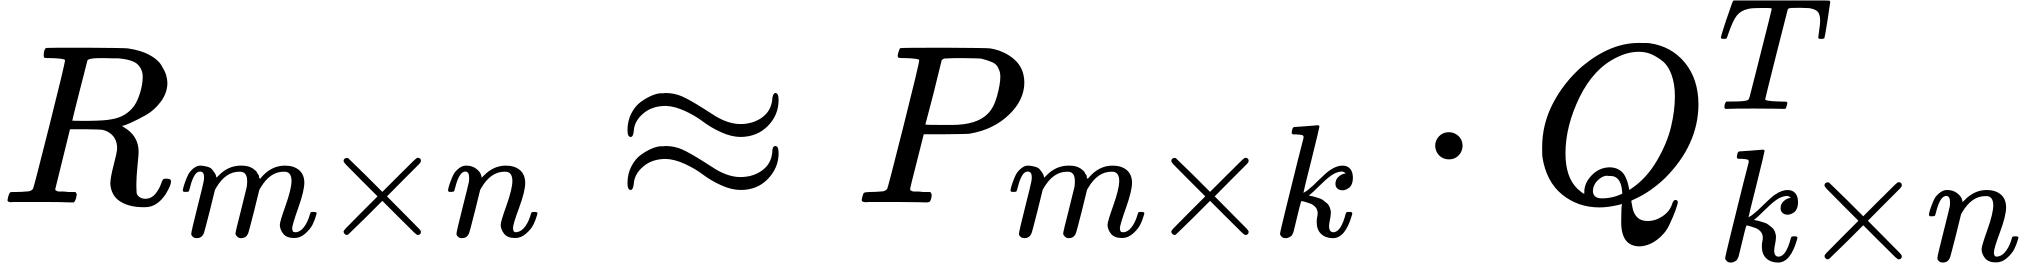 R_{m×n} ≈ P_{m×k} · Q^T_{k×n}